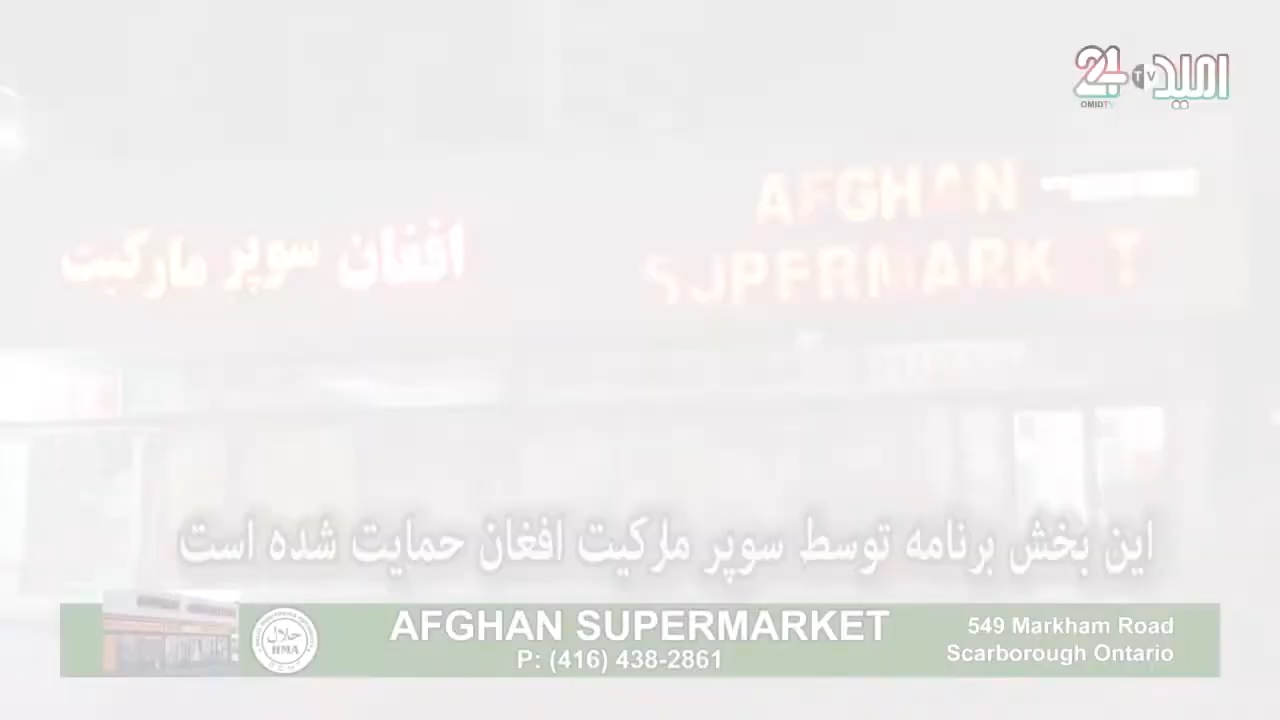 24 TV امید
OMIDTV
افغان سوپر مارکیت
AFGHAN
SUPERMARKET
این بخش برنامه توسط سوپر مارکیت افغان حمایت شده است
حلال
HMA
AFGHAN SUPERMARKET
P: (416) 438-2861
549 Markham Road
Scarborough Ontario